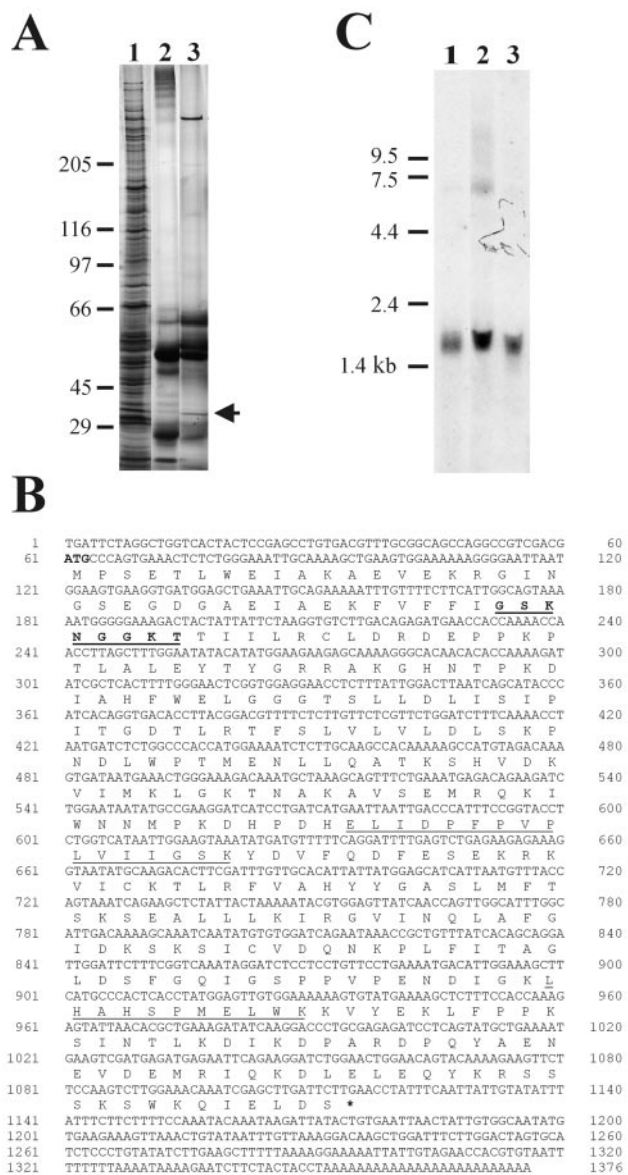 A
1 2 3
205
116
97
66
45
29
C
1 2 3
9.5
7.5
4.4
2.4
1.4 kb
B
1 TGATTCTAGGCTGGTCACTACTCCGAGCCTGTGACGTTTGCGGCAGCCAGGCCGTCGACG 60
61 ATGCCCAGTGAAACTCTCTGGGAAATTGCAAAAGCTGAAGTGGAAAAAAGGGGAATTAAT 120
M P S E T L W E I A K A E V E K R G I N
121 GGAAGTGAAGGTGATGGAGCTGAAATTGCAGAAAAATTTGTTTTCTTCATTGGCAGTAAA 180
G S E G D G A E I A E K F V F F I G S K
181 AATGGGGGAAAGACTACTATTATTCTAAGGTGTCTTGACAGAGATGAACCACCAAAACCA 240
N G G K T T I I L R C L D R D E P P K P
241 ACCTTAGCTTTGGAATATACATATGGAAGAAGAGCAAAAGGGCACAACACACCAAAAGAT 300
T L A L E Y T Y G R R A K G H N T P K D
301 ATCGCTCACTTTTGGGAACTCGGTGGAGGAACCTCTTTATTGGACTTAATCAGCATACCC 360
I A H F W E L G G G T S L L D L I S I P
361 ATCACAGGTGACACCTTACGGACGTTTTCTCTTGTTCTCGTTCTGGATCTTTCAAAACCT 420
I T G D T L R T F S L V L V L D L S K P
421 AATGATCTCTGGCCCACCATGGAAAATCTCTTGCAAGCCACAAAAAGCCATGTAGACAAA 480
N D L W P T M E N L L Q A T K S H V D K
481 GTGATAATGAAACTGGGAAAGACAAATGCTAAAGCAGTTTCTGAAATGAGACAGAAGATC 540
V I M K L G K T N A K A V S E M R Q K I
541 TGGAATAATATGCCGAAGGATCATCCTGATCATGAATTAATTGACCCATTTCCGGTACCT 600
W N N M P K D H P D H E L I D P F P V P
601 CTGGTCATAATTGGAAGTAAATATGATGTTTTTCAGGATTTTGAGTCTGAGAAGAGAAAG 660
L V I I G S K Y D V F Q D F E S E K R K
661 GTAATATGCAAGACACTTCGATTTGTTGCACATTATTATGGAGCATCATTAATGTTTACC 720
V I C K T L R F V A H Y Y G A S L M F T
721 AGTAAATCAGAAGCTCTATTACTAAAAATACGTGGAGTTATCAACCAGTTGGCATTTGGC 780
S K S E A L L L K I R G V I N Q L A F G
781 ATTGACAAAAGCAAATCAATATGTGTGGATCAGAATAAACCGCTGTTTATCACAGCAGGA 840
I D K S K S I C V D Q N K P L F I T A G
841 TTGGATTCTTTCGGTCAAATAGGATCTCCTCCTGTTCCTGAAAATGACATTGGAAAGCTT 900
L D S F G Q I G S P P V P E N D I G K L
901 CATGCCCACTCACCTATGGAGTTGTGGAAAAAAGTGTATGAAAAGCTCTTTCCACCAAAG 960
H A H S P M E L W K K V Y E K L F P P K
961 AGTATTAACACGCTGAAAGATATCAAGGACCCTGCGAGAGATCCTCAGTATGCTGAAAAT 1020
S I N T L K D I K D P A R D P Q Y A E N
1021 GAAGTCGATGAGATGAGAATTCAGAAGGATCTGGAACTGGAACAGTACAAAAGAAGTTCT 1080
E V D E M R I Q K D L E L E Q Y K R S S
1081 TCCAAGTCTTGGAAACAAATCGAGCTTGATTCTTGAACCTATTTCAATTATTGTATATTT 1140
S K S W K Q I E L D S *
1141 ATTTCTTCTTTTCCAAATACAAATAAGATTATACTGTGAATTAACTATTGTGGCAATATG 1200
1201 TGAAGAAAGTTAAACTGTATAATTTGTTAAGGACAAGCTGGATTTCTTGGACTAGTGCA 1260
1261 TCTCCCTGTATATCTTGAAGCTTTTTAAAAGGAAAAATTATTGTAGAACCACGTGTAATT 1320
1321 TTTTTTAAAATAAAAGAATCTTCTACTACCTAAAAAAAAAAAAAAAAAAAAAAAA 1376